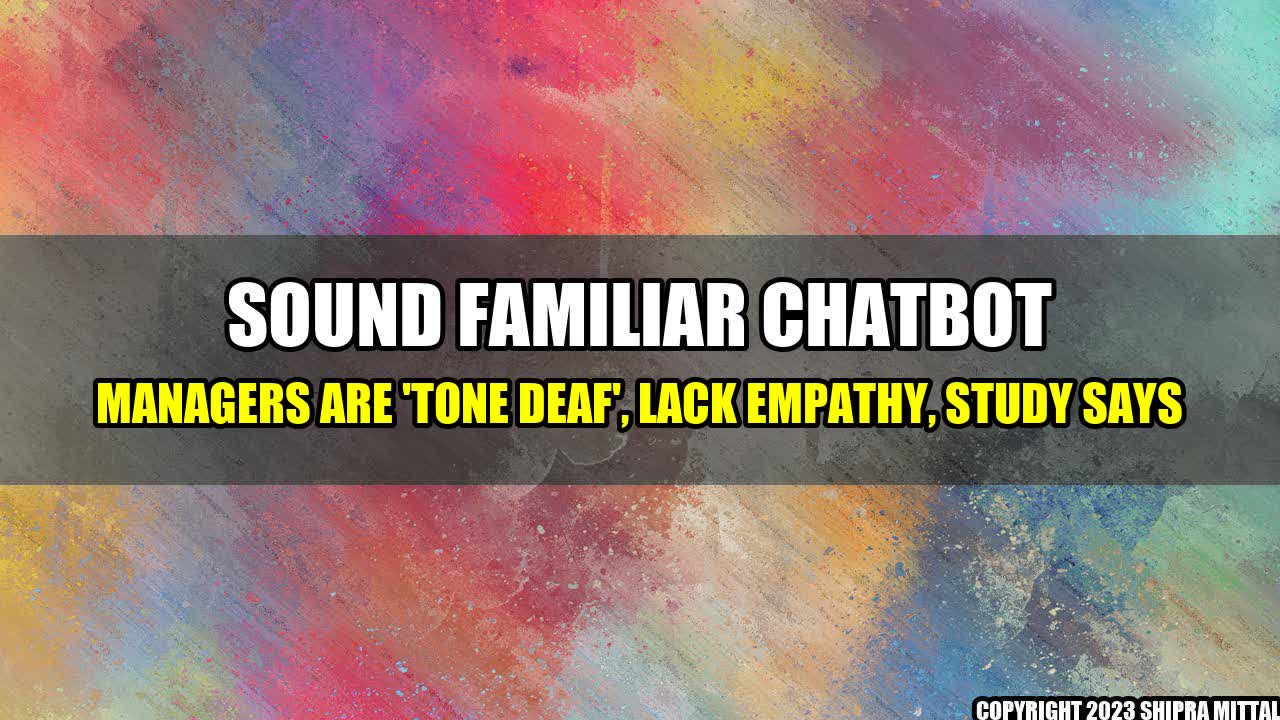 SOUND FAMILIAR CHATBOT
MANAGERS ARE 'TONE DEAF', LACK EMPATHY, STUDY SAYS
COPYRIGHT 2023 SHIPRA MITTAL